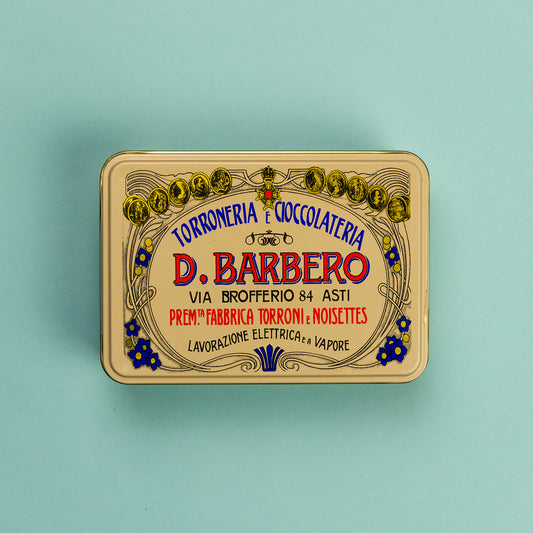 TORRONERIA E CIOCCOLATERIA
D. BARBERO
VIA BROFFERIO 84 ASTI
PREM.TA FABBRICA TORRONI E NOISETTES
LAVORAZIONE ELETTRICA E A VAPORE